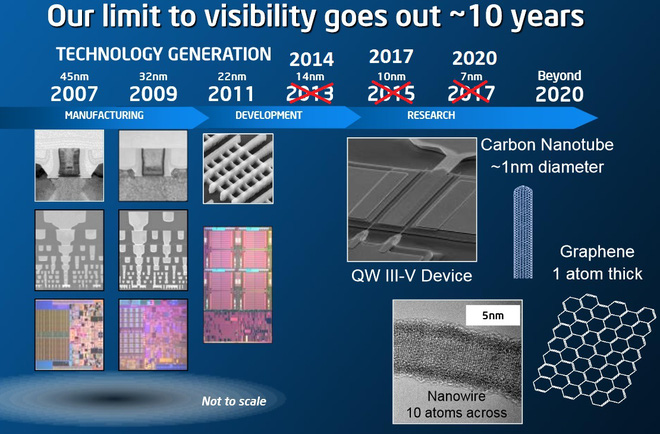 Our limit to visibility goes out ~10 years
TECHNOLOGY GENERATION
2014
2017
2020
45nm
32nm
22nm
14nm
10nm
7nm
Beyond
2007
2009
2011
2013
2015
2017
2020
MANUFACTURING
DEVELOPMENT
RESEARCH
Carbon Nanotube
~1nm diameter
QW III-V Device
Graphene
1 atom thick
5nm
Nanowire
10 atoms across
Not to scale